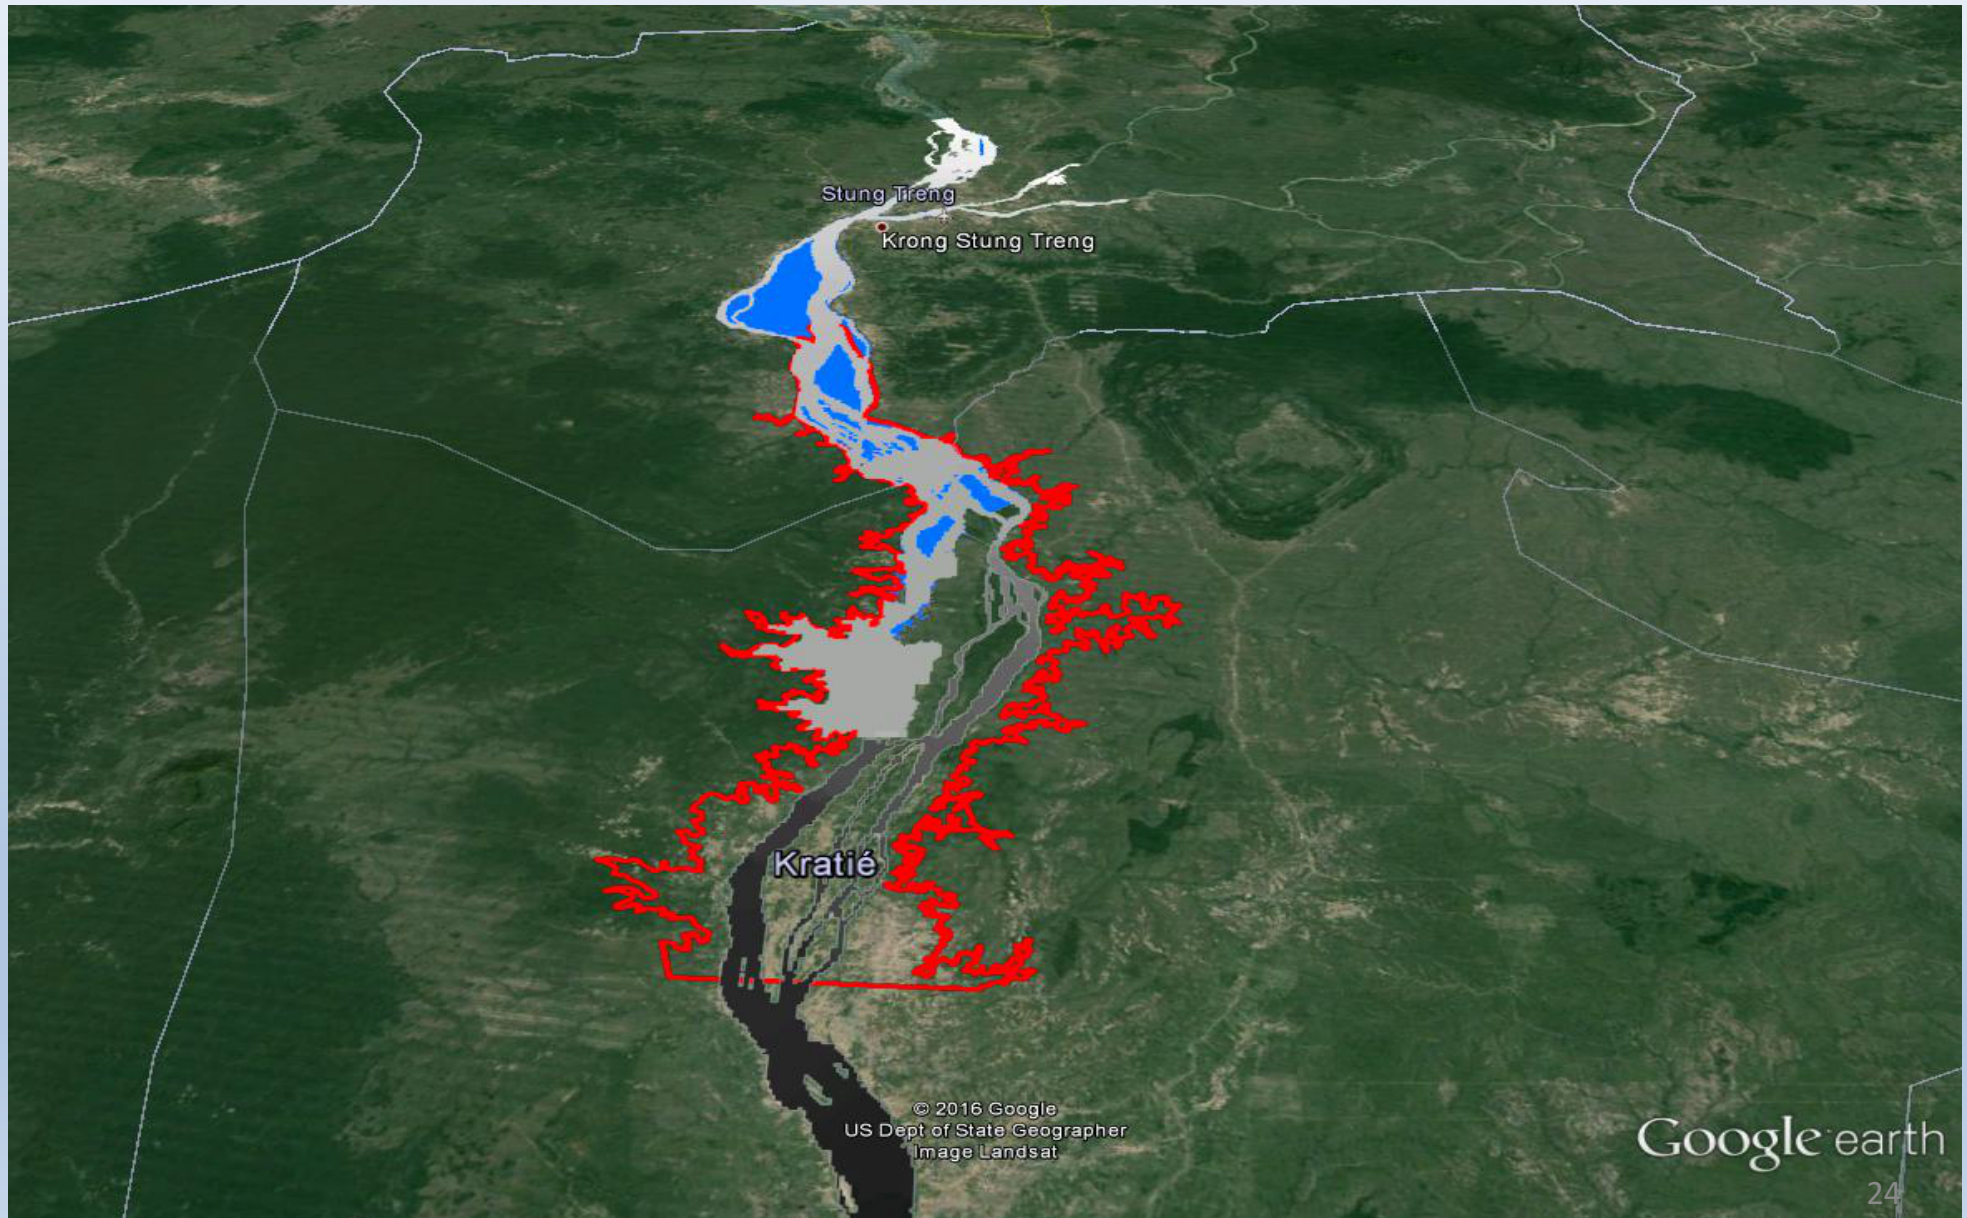 Stung Treng
Krong Stung Treng
Kratié
© 2016 Google
US Dept of State Geographer
Image Landsat
Google earth
24